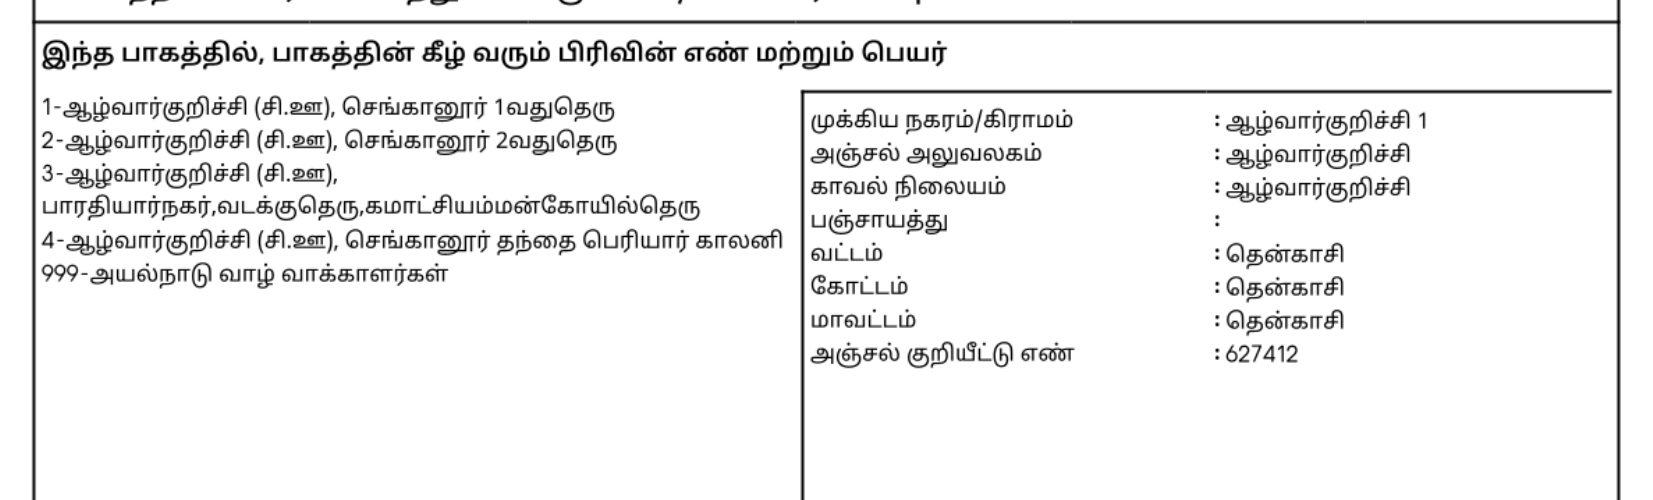 இந்த பாகத்தில், பாகத்தின் கீழ் வரும் பிரிவின் எண் மற்றும் பெயர்
1-ஆழ்வார்குறிச்சி (சி.ஊ), செங்கானூர் 1வதுதெரு
2-ஆழ்வார்குறிச்சி (சி.ஊ), செங்கானூர் 2வதுதெரு
3-ஆழ்வார்குறிச்சி (சி.ஊ),
பாரதியார்நகர்,வடக்குதெரு,கமாட்சியம்மன்கோயில்தெரு
4-ஆழ்வார்குறிச்சி (சி.ஊ), செங்கானூர் தந்தை பெரியார் காலனி
999-அயல்நாடு வாழ் வாக்காளர்கள்
முக்கிய நகரம்/கிராமம் : ஆழ்வார்குறிச்சி 1
அஞ்சல் அலுவலகம் : ஆழ்வார்குறிச்சி
காவல் நிலையம் : ஆழ்வார்குறிச்சி
பஞ்சாயத்து :
வட்டம் : தென்காசி
கோட்டம் : தென்காசி
மாவட்டம் : தென்காசி
அஞ்சல் குறியீட்டு எண் : 627412